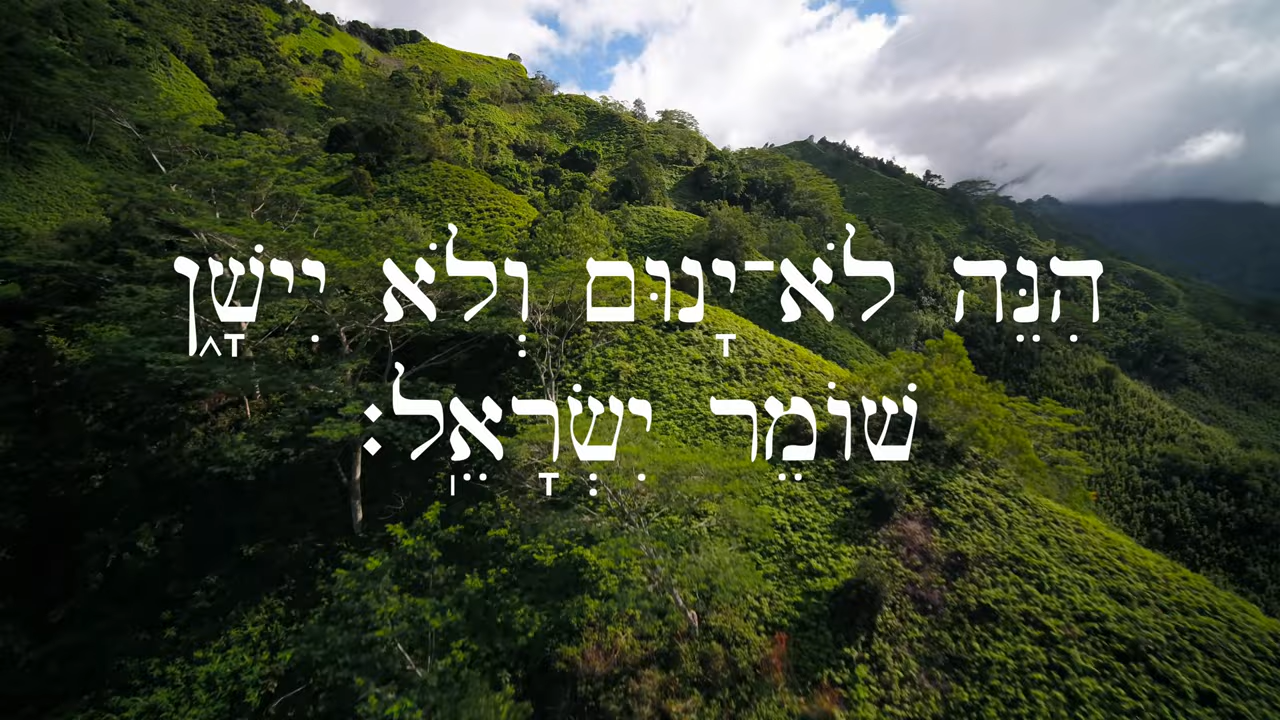 הִנֵּה לֹא־יָנוּם וְלֹא יִישָׁ֑ן
שׁוֹמֵר יִשְׂרָאֵֽל׃